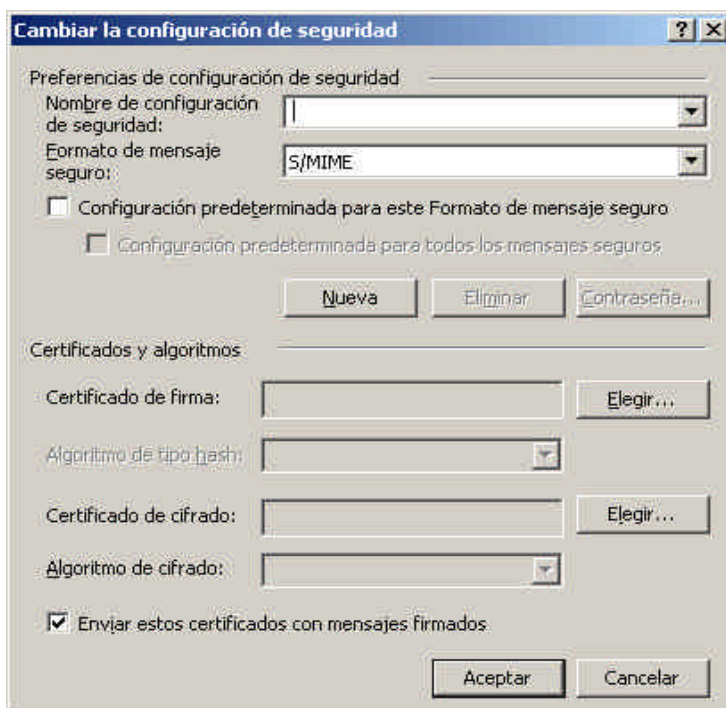 Cambiar la configuración de seguridad
Preferencias de configuración de seguridad
Nombre de configuración
de seguridad:
Formato de mensaje
seguro:
S/MIME
Configuración predeterminada para este Formato de mensaje seguro
Configuración predeterminada para todos los mensajes seguros
Nueva
Eliminar
Contraseña...
Certificados y algoritmos
Certificado de firma:
Elegir...
Algoritmo de tipo hash:
Certificado de cifrado:
Elegir...
Algoritmo de cifrado:
Enviar estos certificados con mensajes firmados
Aceptar
Cancelar